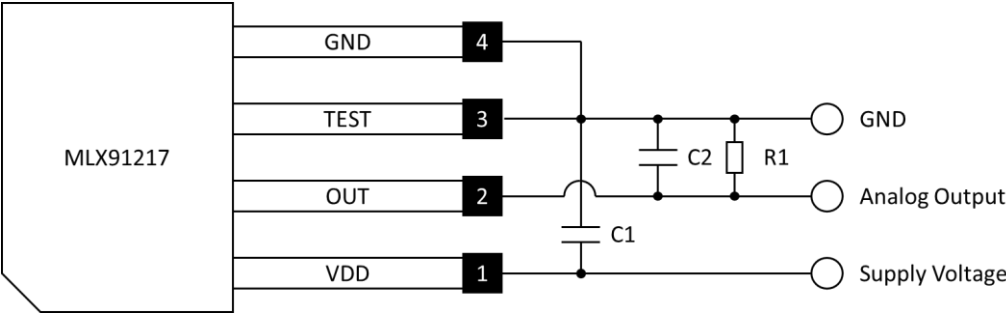 GND 4
TEST 3 GND
MLX91217 C2 R1
OUT 2 Analog Output
C1
VDD 1 Supply Voltage